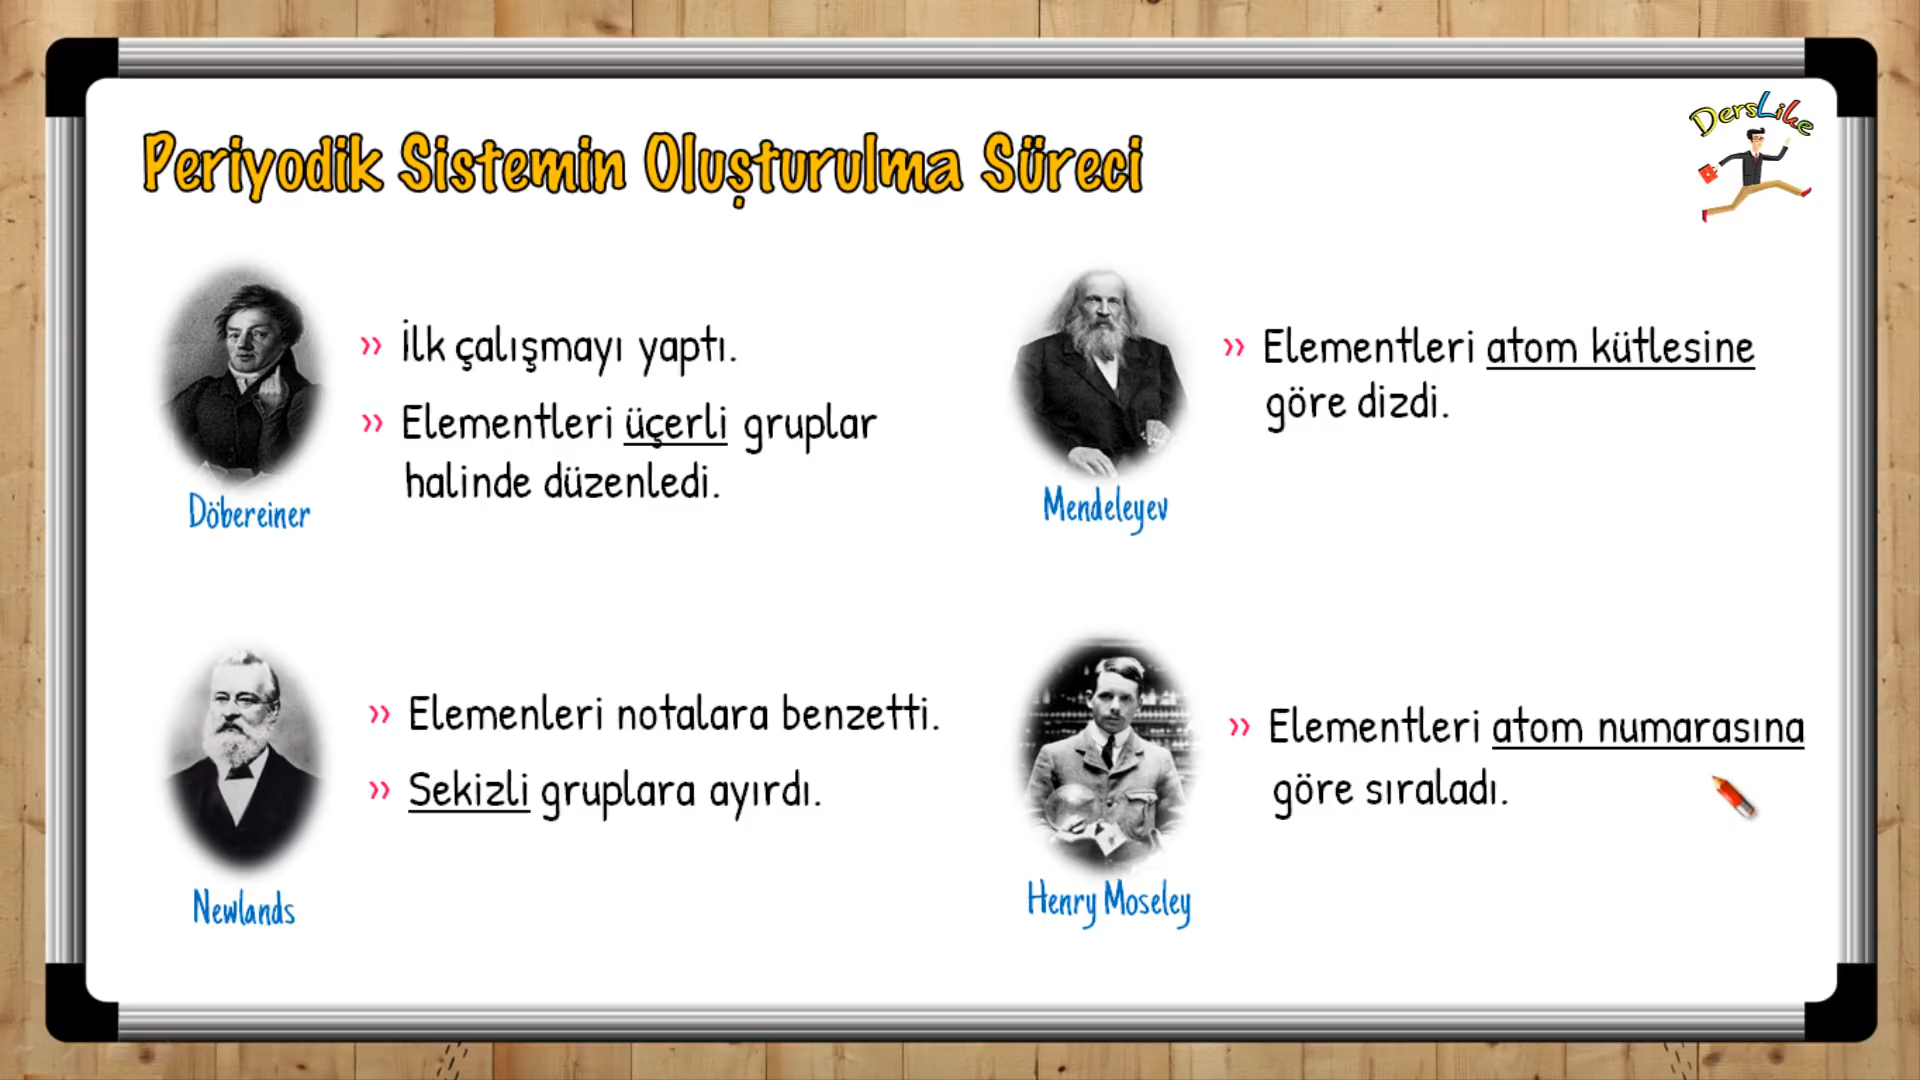 Periyodik Sistemin Oluşturulma Süreci
DersLike
>> İlk çalışmayı yaptı.
>> Elementleri üçerli gruplar
halinde düzenledi.
Döbereiner
>> Elementleri atom kütlesine
göre dizdi.
Mendeleyev
>> Elemenleri notalara benzetti.
>> Sekizli gruplara ayırdı.
Newlands
>> Elementleri atom numarasına
göre sıraladı.
Henry Moseley